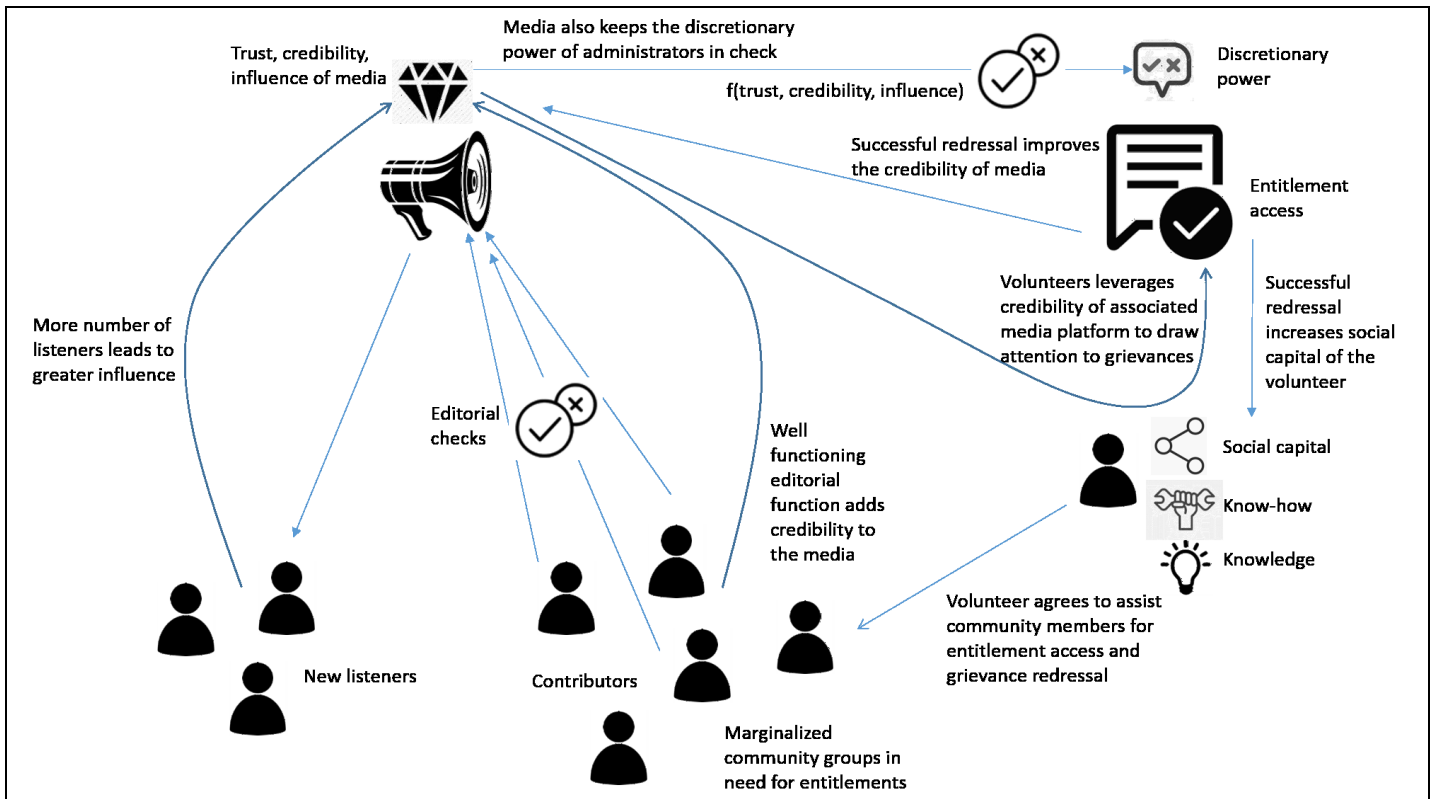 Media also keeps the discretionary
power of administrators in check
Trust, credibility,
influence of media
f(trust, credibility, influence)
Discretionary
power
Successful redressal improves
the credibility of media
Entitlement
access
Volunteers leverages
credibility of associated
media platform to draw
attention to grievances
Successful
redressal
increases social
capital of the
volunteer
More number of
listeners leads to
greater influence
Editorial
checks
Well
functioning
editorial
function adds
credibility to
the media
Social capital
Know-how
Knowledge
Volunteer agrees to assist
community members for
entitlement access and
grievance redressal
New listeners
Contributors
Marginalized
community groups in
need for entitlements